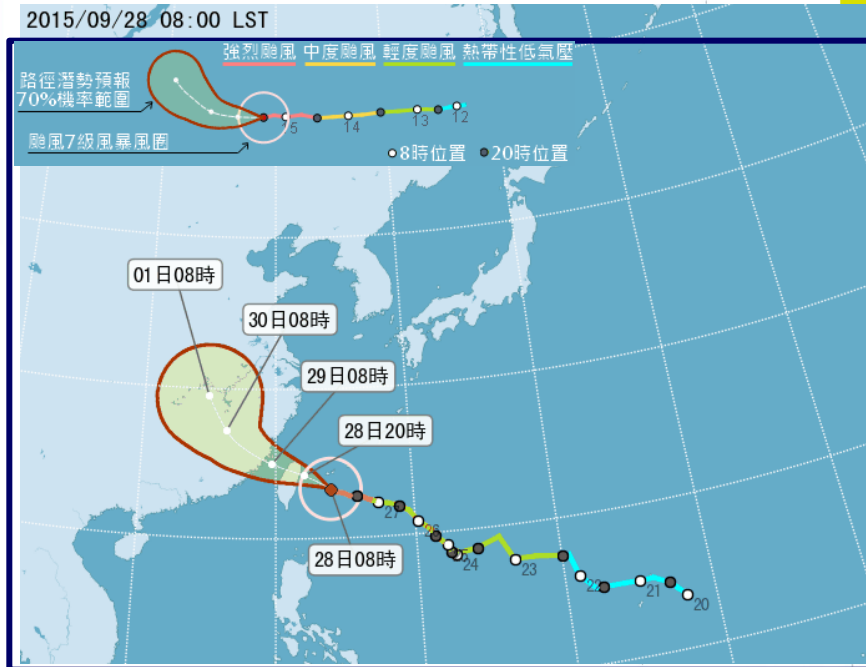 2015/09/28 08:00 LST
強烈颱風 中度颱風 輕度颱風 熱帶性低氣壓
路徑潛勢預報
70%機率範圍
5 14 13 12
颱風7級風暴風圈
8時位置 20時位置
01日08時
30日08時
29日08時
28日20時
28日08時
27
26
24
23
22
21
20